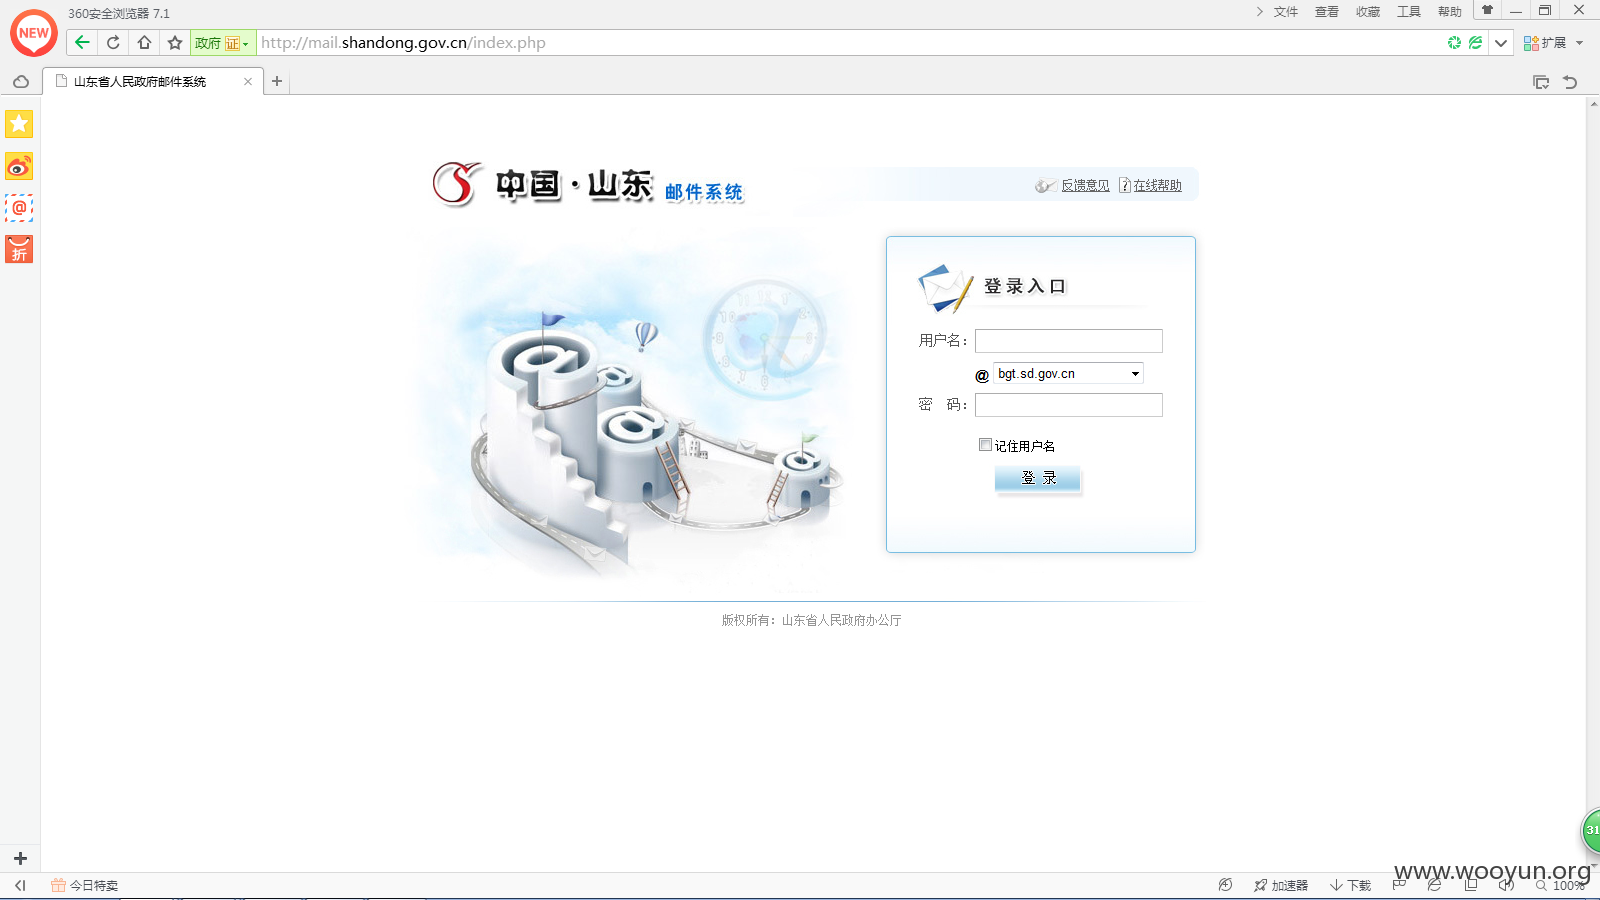 360安全浏览器 7.1
文件 查看 收藏 工具 帮助
NEW
政府 证 http://mail.shandong.gov.cn/index.php
扩展
山东省人民政府邮件系统
中国·山东 邮件系统
反馈意见 ? 在线帮助
@
折
登录入口
用户名：
@ bgt.sd.gov.cn
密 码：
记住用户名
登 录
版权所有：山东省人民政府办公厅
31
www.wooyun.org
今日特卖
加速器 下载 100%